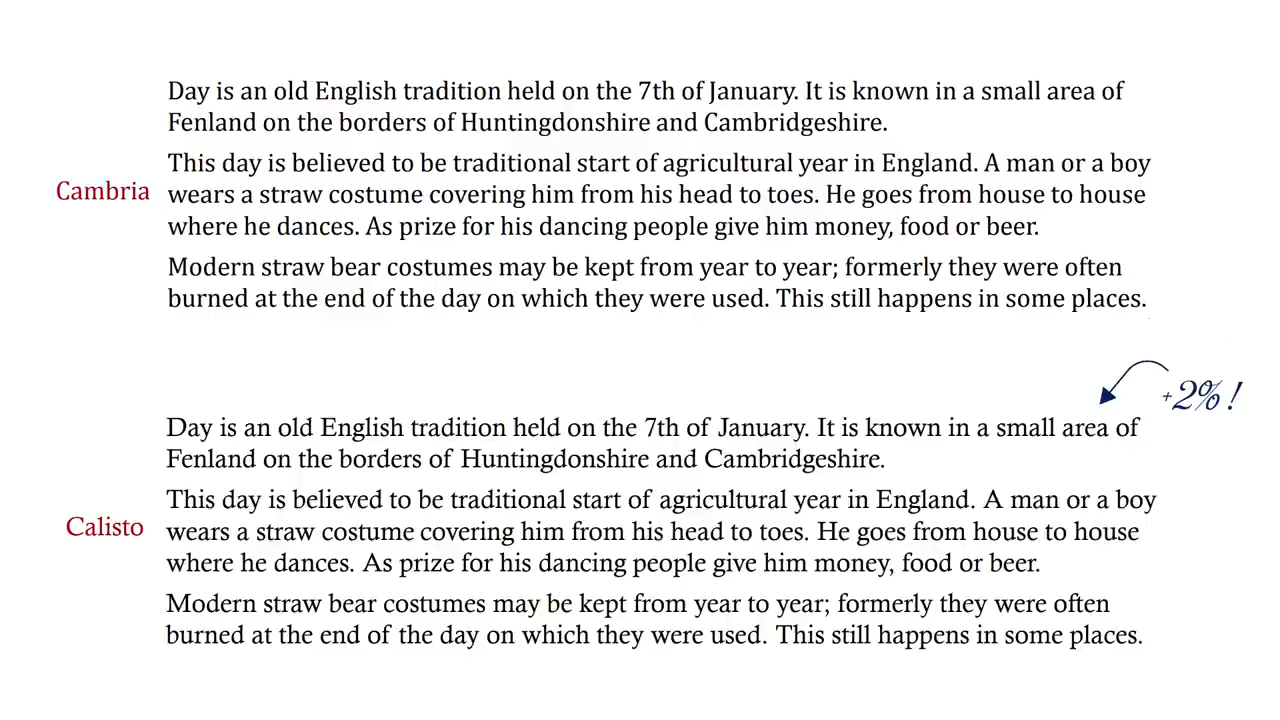 Day is an old English tradition held on the 7th of January. It is known in a small area of
Fenland on the borders of Huntingdonshire and Cambridgeshire.
This day is believed to be traditional start of agricultural year in England. A man or a boy
Cambria
wears a straw costume covering him from his head to toes. He goes from house to house
where he dances. As prize for his dancing people give him money, food or beer.
Modern straw bear costumes may be kept from year to year; formerly they were often
burned at the end of the day on which they were used. This still happens in some places.
+2%!
Day is an old English tradition held on the 7th of January. It is known in a small area of
Fenland on the borders of Huntingdonshire and Cambridgeshire.
This day is believed to be traditional start of agricultural year in England. A man or a boy
Calisto
wears a straw costume covering him from his head to toes. He goes from house to house
where he dances. As prize for his dancing people give him money, food or beer.
Modern straw bear costumes may be kept from year to year; formerly they were often
burned at the end of the day on which they were used. This still happens in some places.